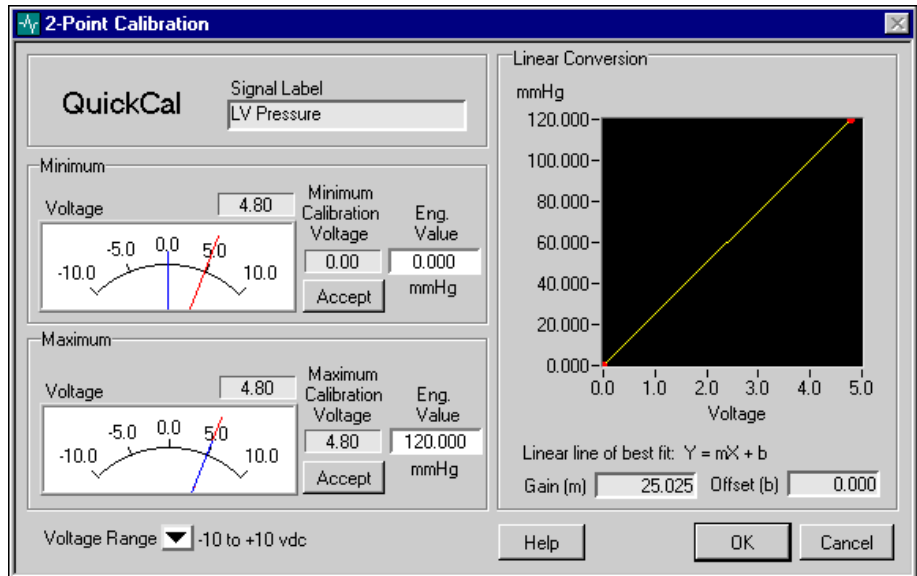 2-Point Calibration
QuickCal
Signal Label
LV Pressure
Minimum
Voltage
4.80
-10.0 -5.0 0.0 5.0 10.0
Minimum
Calibration
Voltage
0.00
Accept
Eng.
Value
0.000
mmHg
Maximum
Voltage
4.80
-10.0 -5.0 0.0 5.0 10.0
Maximum
Calibration
Voltage
4.80
Accept
Eng.
Value
120.000
mmHg
Voltage Range -10 to +10 vdc
Linear Conversion
mmHg
120.000
100.000
80.000
60.000
40.000
20.000
0.000
0.0 1.0 2.0 3.0 4.0 5.0
Voltage
Linear line of best fit: Y = mX + b
Gain (m) 25.025 Offset (b) 0.000
Help OK Cancel